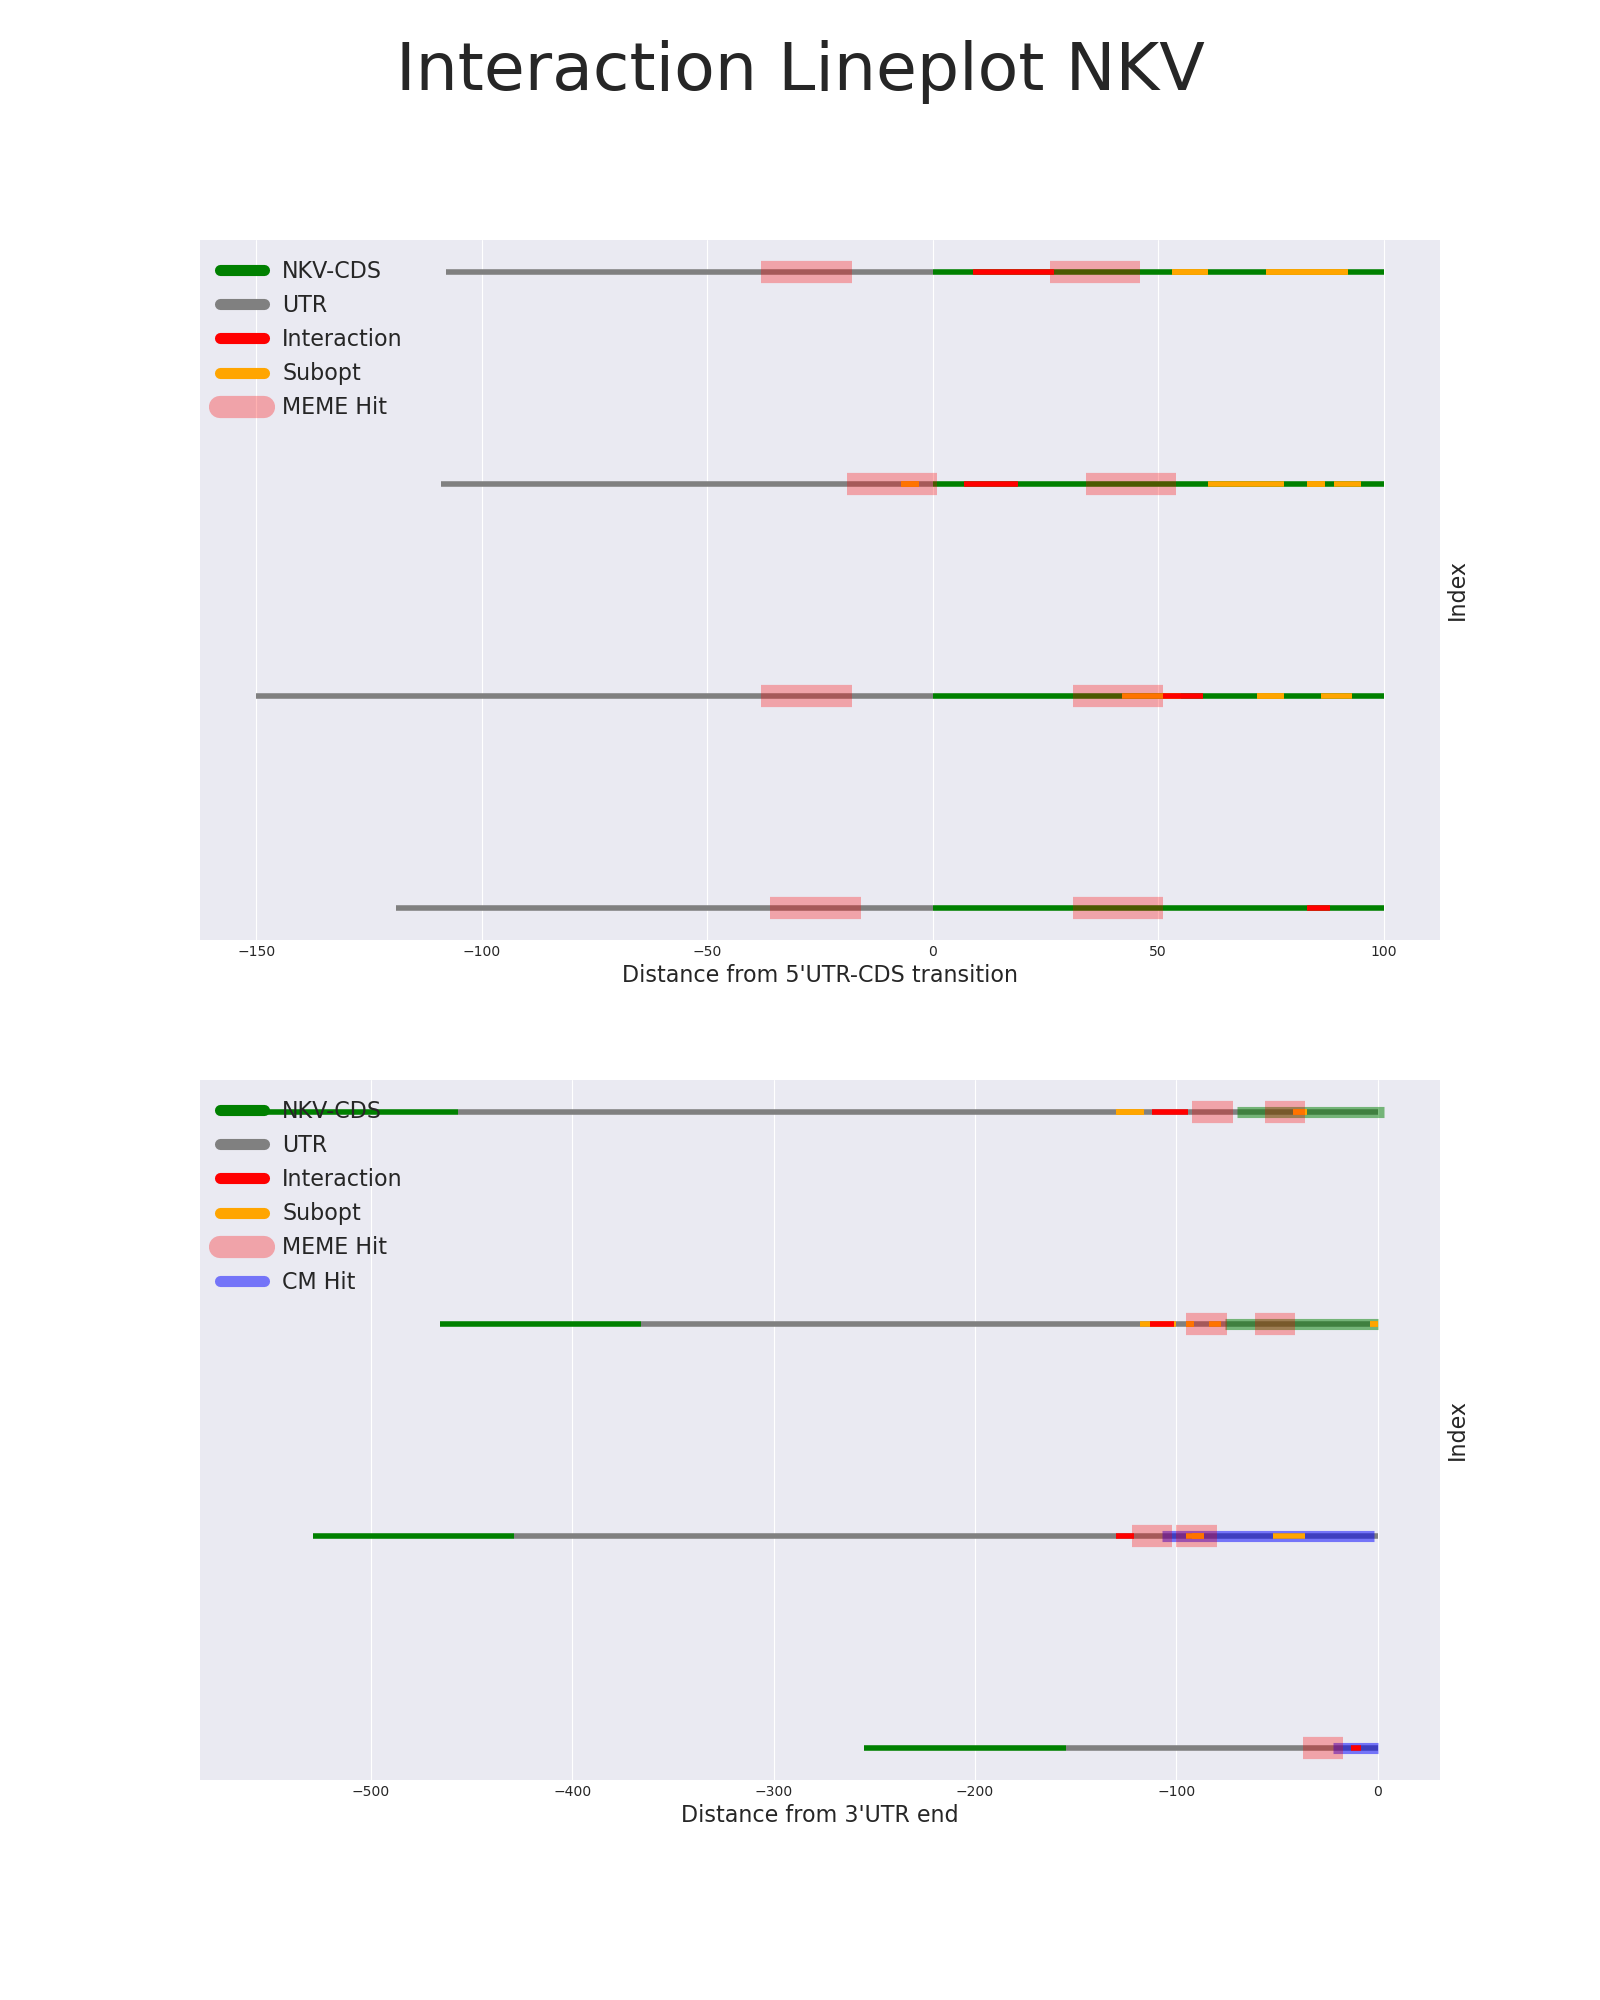 Interaction Lineplot NKV
NKV-CDS
UTR
Interaction
Subopt
MEME Hit
Index
−150 −100 −50 0 50 100
Distance from 5'UTR-CDS transition
NKV-CDS
UTR
Interaction
Subopt
MEME Hit
CM Hit
Index
−500 −400 −300 −200 −100 0
Distance from 3'UTR end